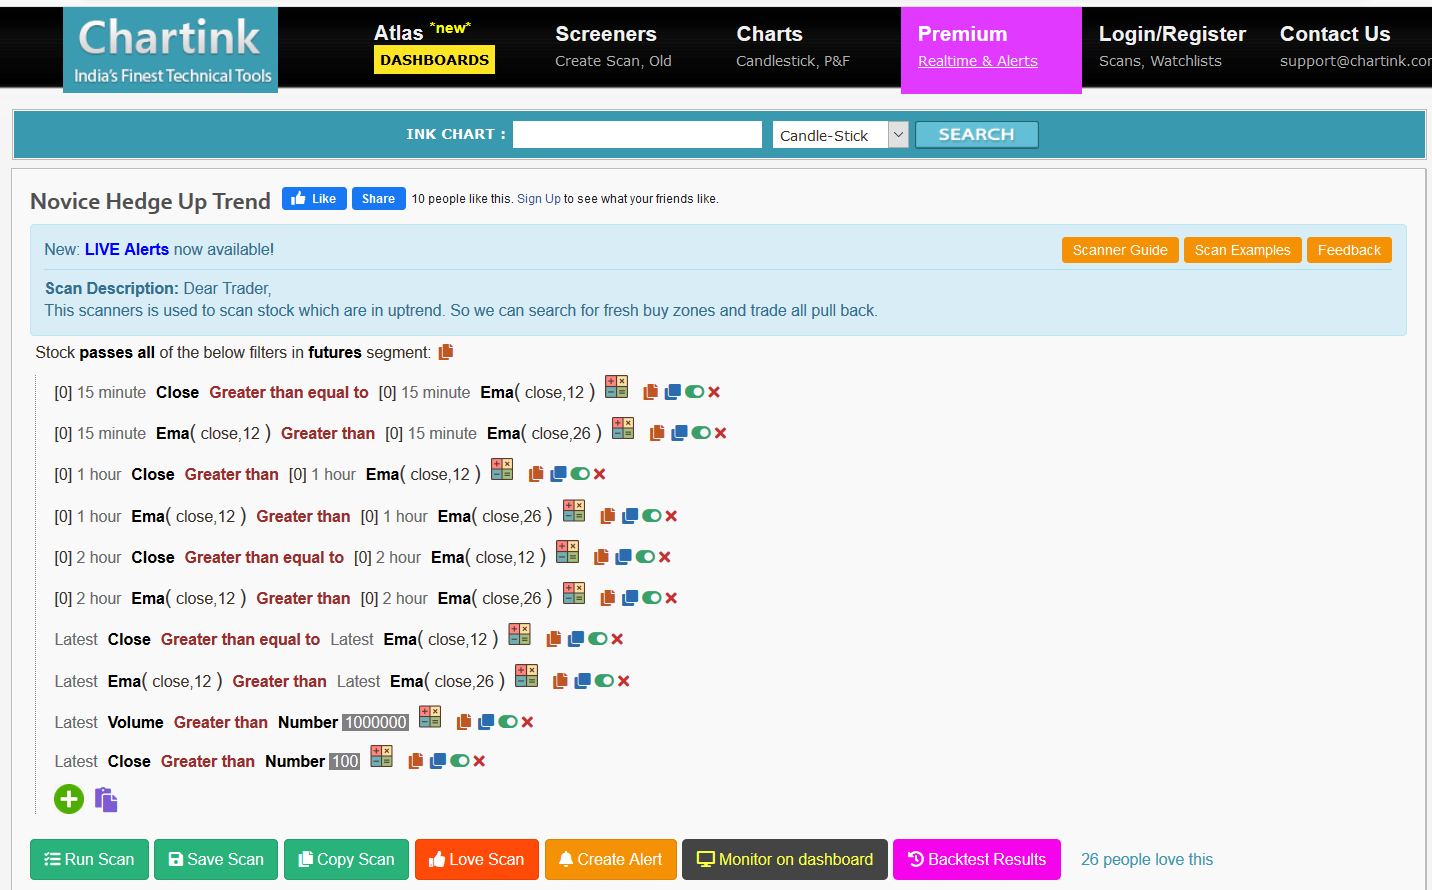 Chartink
India's Finest Technical Tools
Atlas *new*
DASHBOARDS
Screeners
Create Scan, Old
Charts
Candlestick, P&F
Premium
Realtime & Alerts
Login/Register
Scans, Watchlists
Contact Us
support@chartink.con
INK CHART :
Candle-Stick
SEARCH
Novice Hedge Up Trend
Like
Share
10 people like this. Sign Up to see what your friends like.
New: LIVE Alerts now available!
Scanner Guide
Scan Examples
Feedback
Scan Description: Dear Trader,
This scanners is used to scan stock which are in uptrend. So we can search for fresh buy zones and trade all pull back.
Stock passes all of the below filters in futures segment:
[0] 15 minute Close Greater than equal to [0] 15 minute Ema( close,12 )
[0] 15 minute Ema( close,12 ) Greater than [0] 15 minute Ema( close,26 )
[0] 1 hour Close Greater than [0] 1 hour Ema( close,12 )
[0] 1 hour Ema( close,12 ) Greater than [0] 1 hour Ema( close,26 )
[0] 2 hour Close Greater than equal to [0] 2 hour Ema( close,12 )
[0] 2 hour Ema( close,12 ) Greater than [0] 2 hour Ema( close,26 )
Latest Close Greater than equal to Latest Ema( close,12 )
Latest Ema( close,12 ) Greater than Latest Ema( close,26 )
Latest Volume Greater than Number 1000000
Latest Close Greater than Number 100
Run Scan
Save Scan
Copy Scan
Love Scan
Create Alert
Monitor on dashboard
Backtest Results
26 people love this